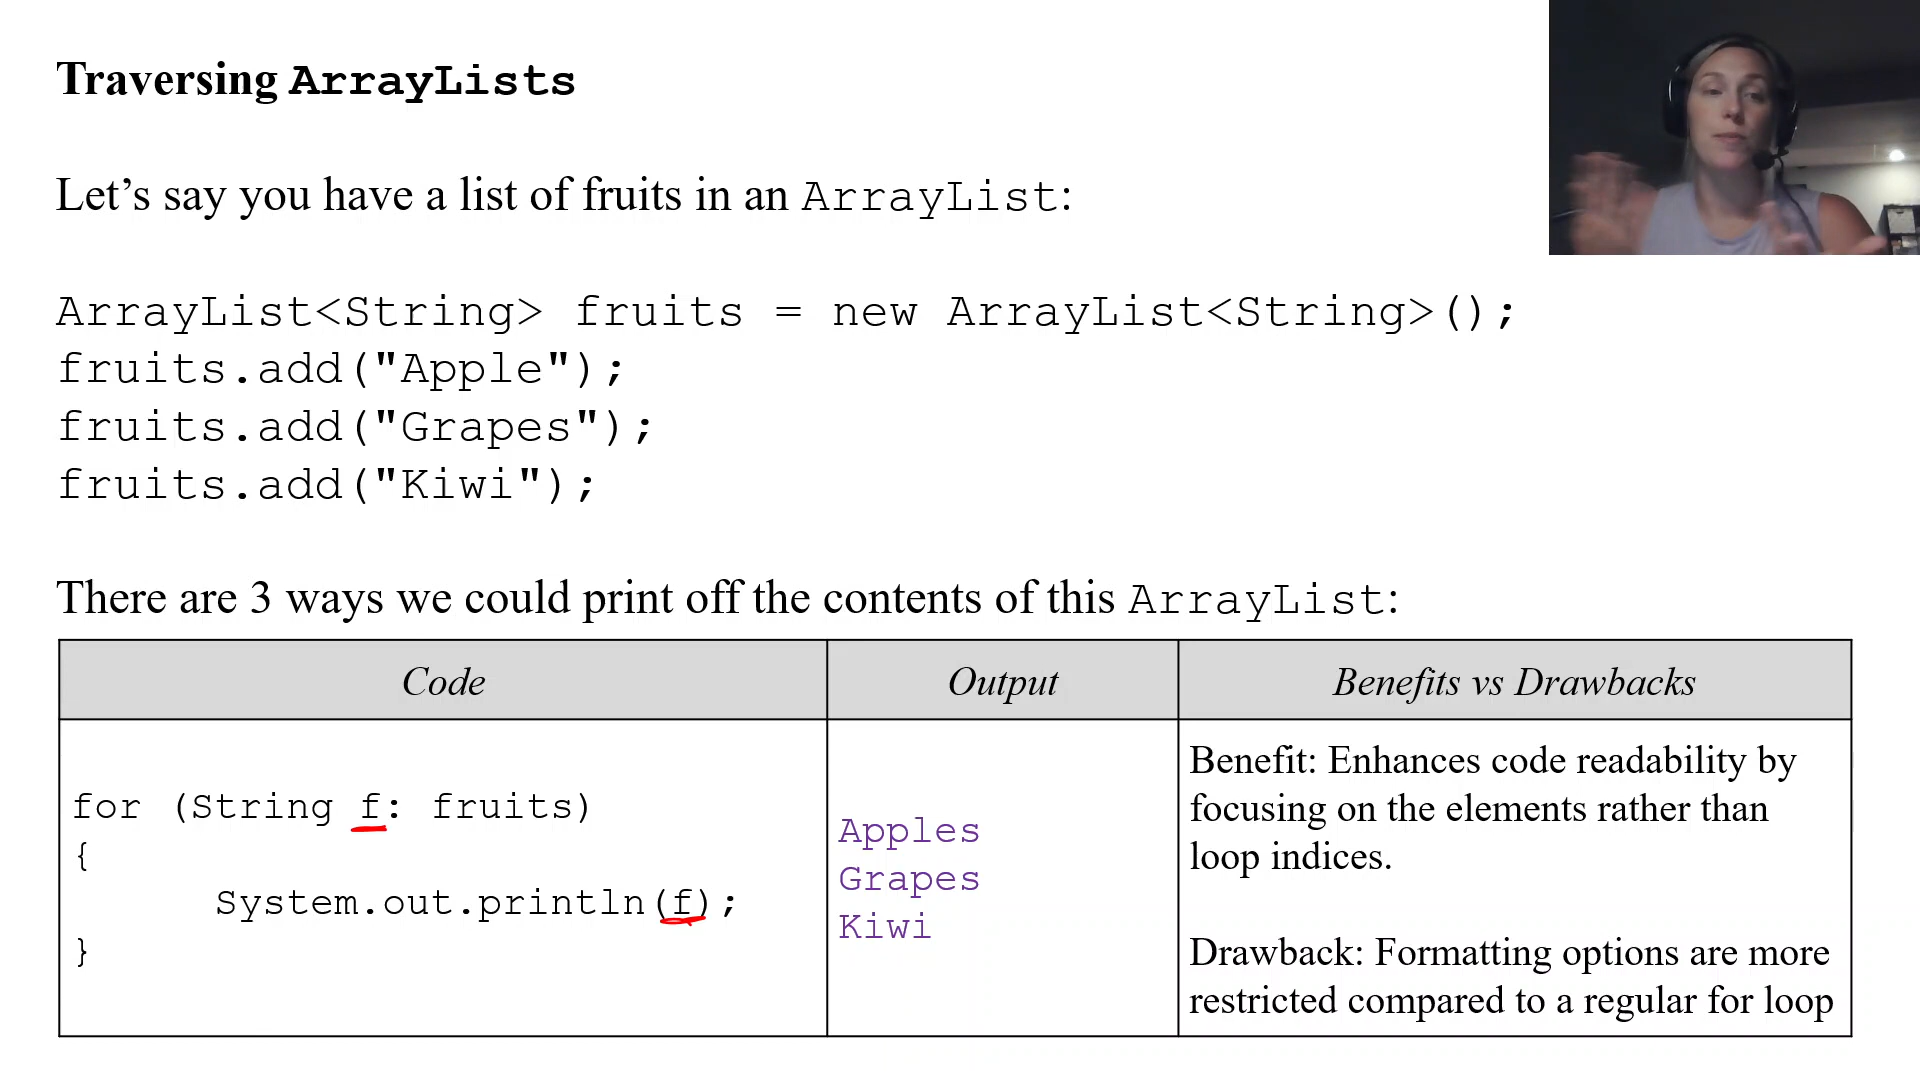 Traversing ArrayLists
Let’s say you have a list of fruits in an ArrayList:
ArrayList<String> fruits = new ArrayList<String>();
fruits.add("Apple");
fruits.add("Grapes");
fruits.add("Kiwi");
There are 3 ways we could print off the contents of this ArrayList:
Code
Output
Benefits vs Drawbacks
for (String f: fruits)
{
System.out.println(f);
}
Apples
Grapes
Kiwi
Benefit: Enhances code readability by
focusing on the elements rather than
loop indices.
Drawback: Formatting options are more
restricted compared to a regular for loop